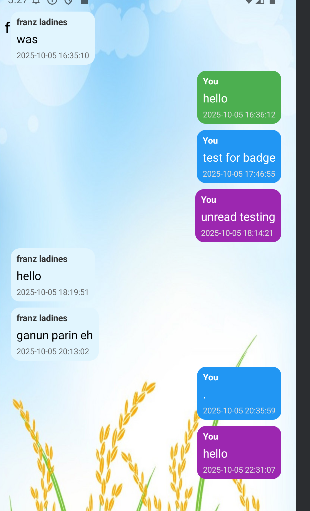 5:27
franz ladines
f
was
2025-10-05 16:35:10
You
hello
2025-10-05 16:36:12
You
test for badge
2025-10-05 17:46:55
You
unread testing
2025-10-05 18:14:21
franz ladines
hello
2025-10-05 18:19:51
franz ladines
ganun parin eh
2025-10-05 20:13:02
You
.
2025-10-05 20:35:59
You
hello
2025-10-05 22:31:07